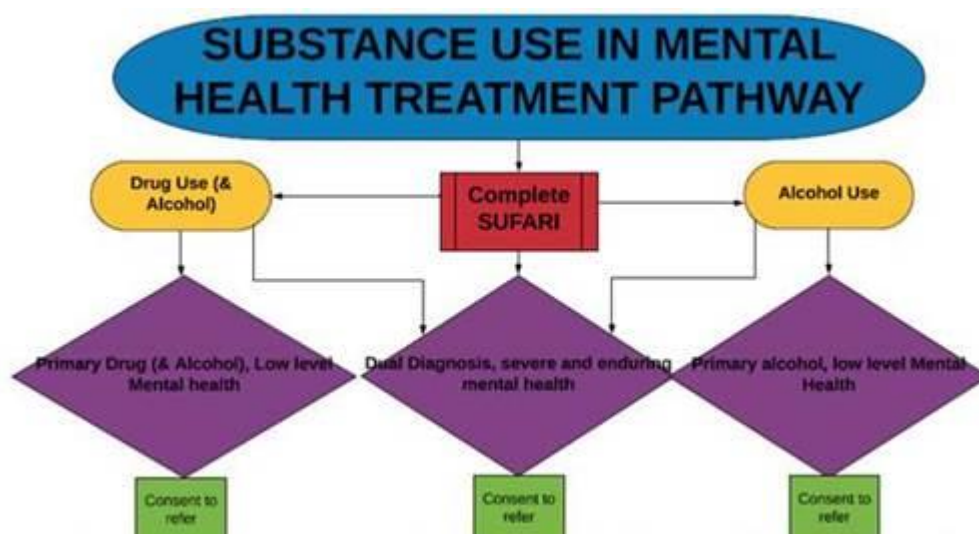 SUBSTANCE USE IN MENTAL
HEALTH TREATMENT PATHWAY
Drug Use (&
Alcohol)
Complete
SUFARI
Alcohol Use
Primary Drug (& Alcohol), Low level
Mental health
Dual Diagnosis, severe and enduring
mental health
Primary alcohol, low level Mental
Health
Consent to
refer
Consent to
refer
Consent to
refer